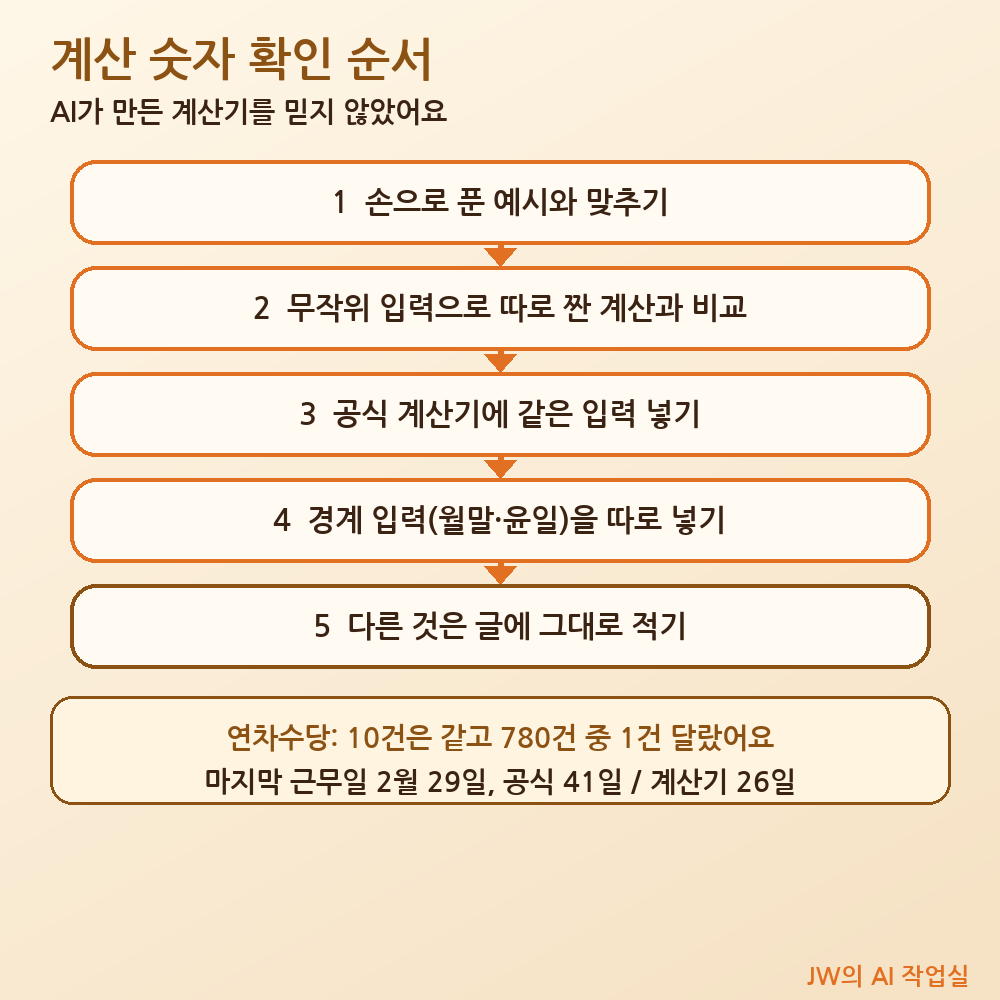 계산 숫자 확인 순서
AI가 만든 계산기를 믿지 않았어요
1 손으로 푼 예시와 맞추기
2 무작위 입력으로 따로 짠 계산과 비교
3 공식 계산기에 같은 입력 넣기
4 경계 입력(월말·윤일)을 따로 넣기
5 다른 것은 글에 그대로 적기
연차수당: 10건은 같고 780건 중 1건 달랐어요
마지막 근무일 2월 29일, 공식 41일 / 계산기 26일
JW의 AI 작업실